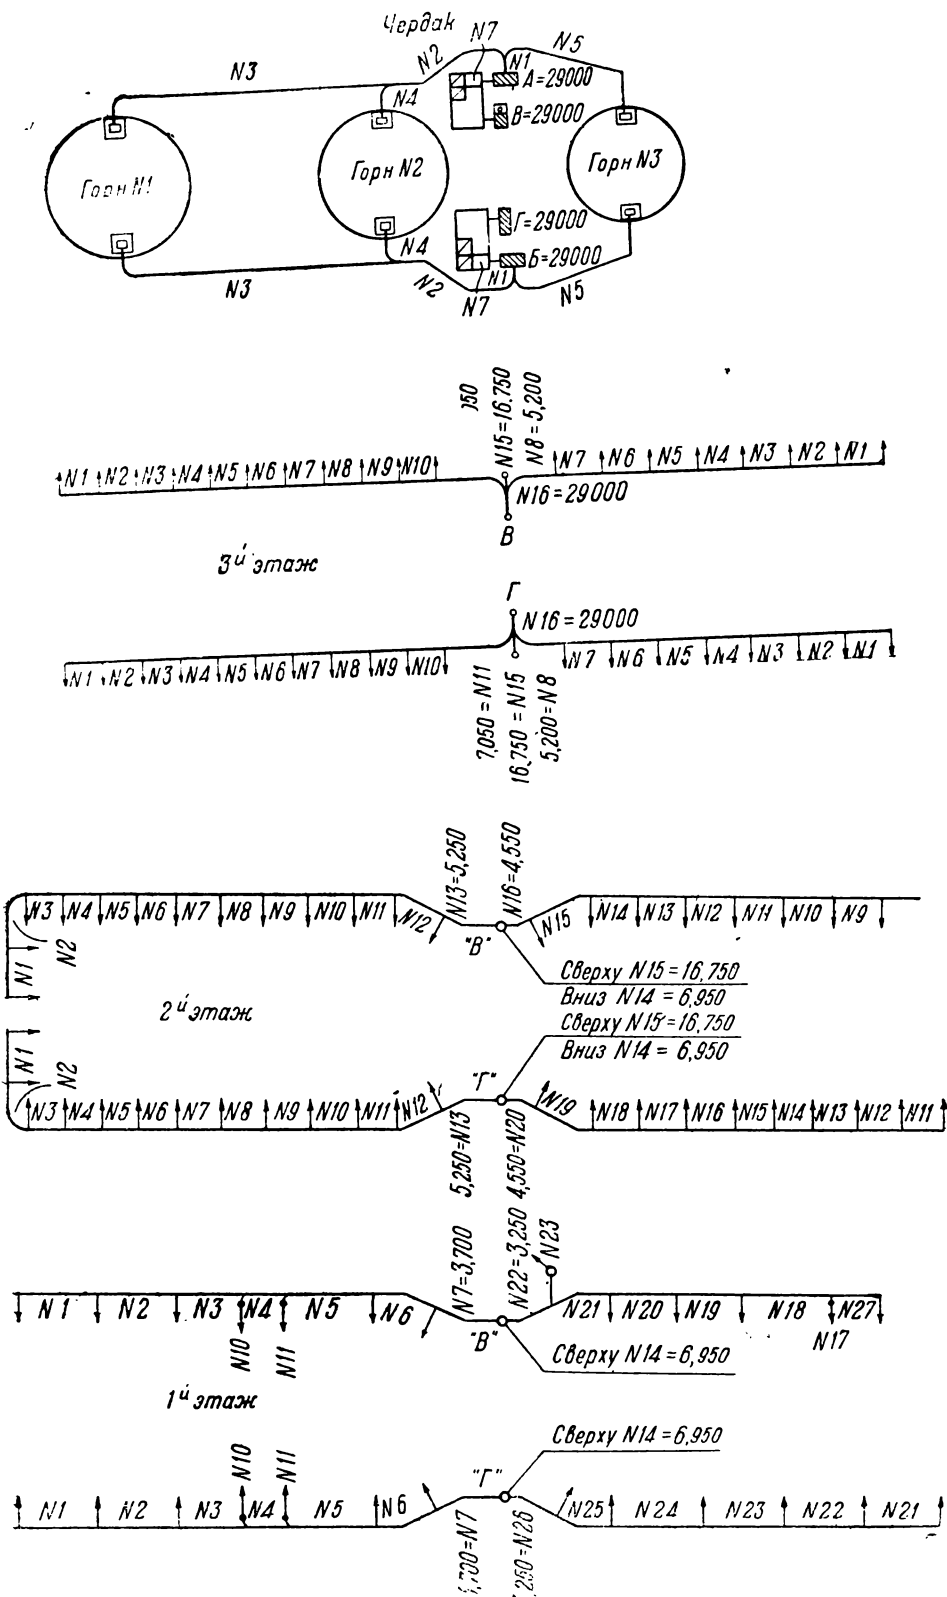 Чердак
N7
N5
N2
N1
N3
A=29000
N4
B=29000
Горн N1
Горн N2
Горн N3
Г=29000
N4
Б=29000
N3
N2
N1
N7
N5
N15=16,750
N8=5,200
N1 N2 N3 N4 N5 N6 N7 N8 N9 N10
N7 N6 N5 N4 N3 N2 N1
N16=29000
В
3й этаж
Г
N16=29000
N1 N2 N3 N4 N5 N6 N7 N8 N9 N10
N7 N6 N5 N4 N3 N2 N1
7,050=N11
16,750=N15
5,200=N8
N13=5,250
N16=4,550
N3 N4 N5 N6 N7 N8 N9 N10 N11 N12
N15 N14 N13 N12 N11 N10 N9
"В"
N1
N2
Сверху N15=16,750
Вниз N14=6,950
2й этаж
Сверху N15=16,750
Вниз N14=6,950
N1
N2
"Г"
N3 N4 N5 N6 N7 N8 N9 N10 N11 N12
N19 N18 N17 N16 N15 N14 N13 N12 N11
5,250=N13
4,550=N20
N7=3,700
N22=3,250
N23
N1 N2 N3 N4 N5 N6
N21 N20 N19 N18 N27
N17
"В"
N10
N11
Сверху N14=6,950
1й этаж
Сверху N14=6,950
N10
N11
"Г"
N1 N2 N3 N4 N5 N6
N25 N24 N23 N22 N21
,700=N7
,250=N26